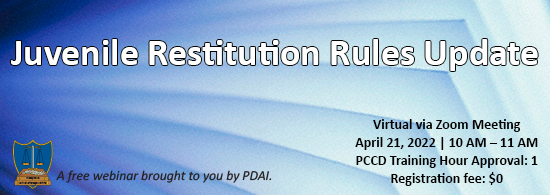 Juvenile Restitution Rules Update
Virtual via Zoom Meeting
April 21, 2022 | 10 AM – 11 AM
PCCD Training Hour Approval: 1
Registration fee: $0
A free webinar brought to you by PDAI.